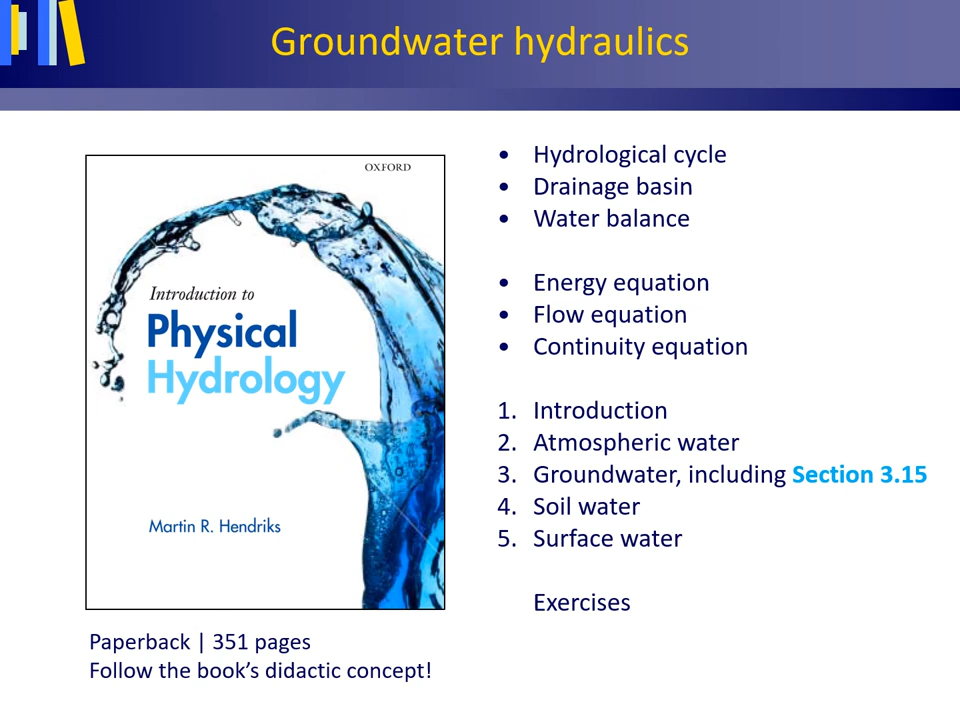 Groundwater hydraulics
OXFORD
Introduction to
Physical
Hydrology
Martin R. Hendriks
Paperback | 351 pages
Follow the book's didactic concept!
• Hydrological cycle
• Drainage basin
• Water balance
• Energy equation
• Flow equation
• Continuity equation
1. Introduction
2. Atmospheric water
3. Groundwater, including Section 3.15
4. Soil water
5. Surface water
Exercises